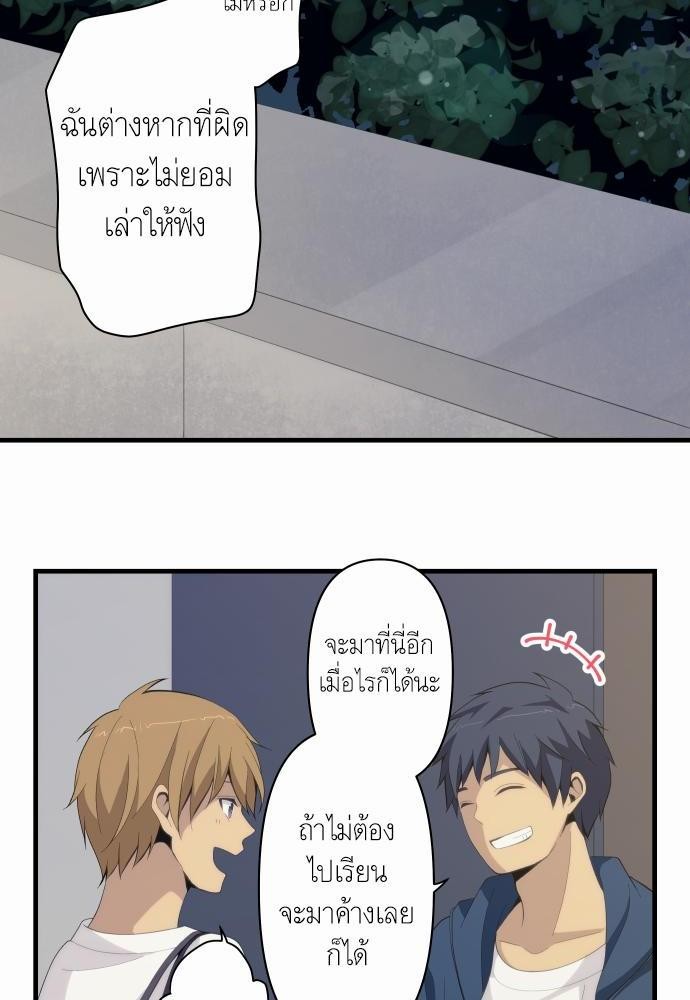 ฉันต่างหากที่ผิด
เพราะไม่ยอม
เล่าให้ฟัง
จะมาที่นี่อีก
เมื่อไรก็ได้นะ
ถ้าไม่ต้อง
ไปเรียน
จะมาค้างเลย
ก็ได้